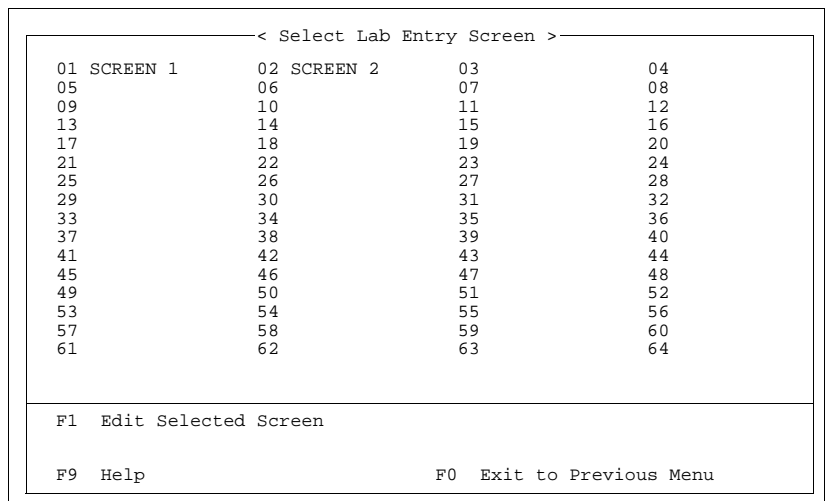 < Select Lab Entry Screen >
01 SCREEN 1 02 SCREEN 2 03 04
05 06 07 08
09 10 11 12
13 14 15 16
17 18 19 20
21 22 23 24
25 26 27 28
29 30 31 32
33 34 35 36
37 38 39 40
41 42 43 44
45 46 47 48
49 50 51 52
53 54 55 56
57 58 59 60
61 62 63 64
F1 Edit Selected Screen
F9 Help F0 Exit to Previous Menu